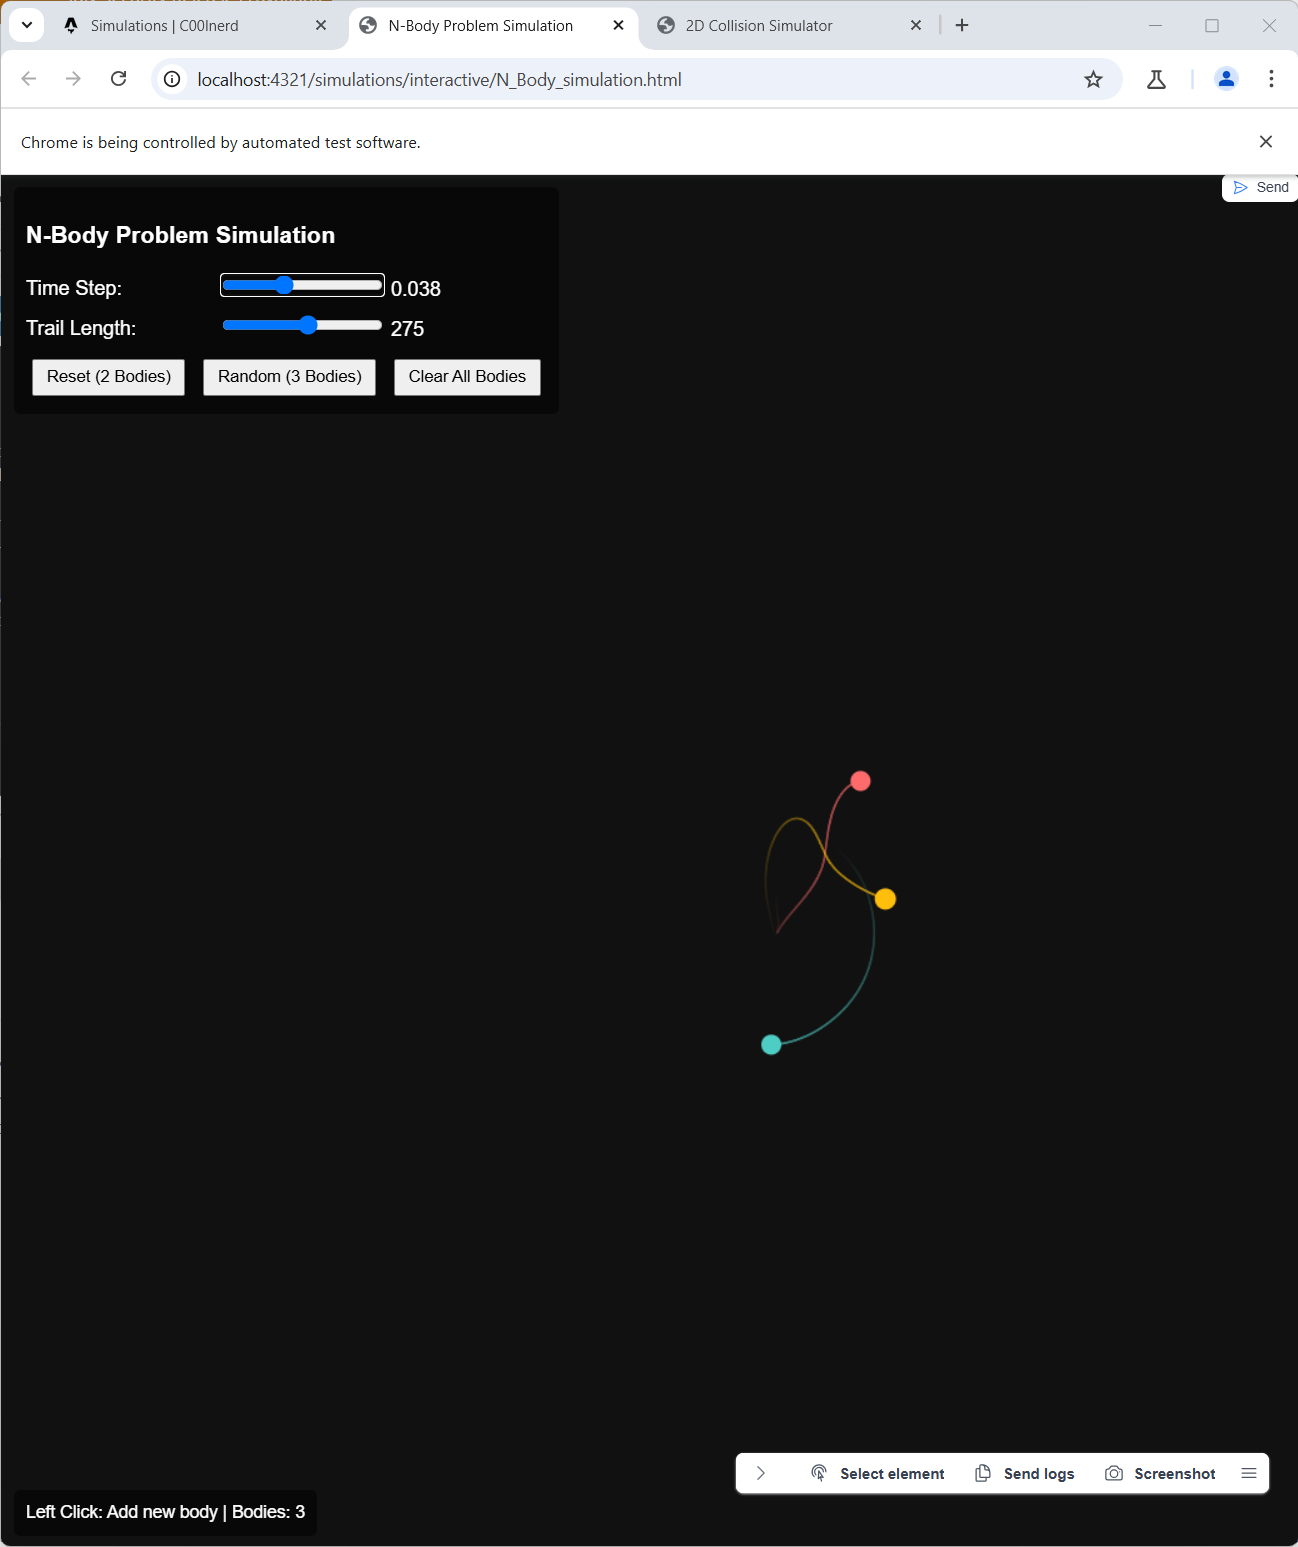 Simulations | C00lnerd
N-Body Problem Simulation
2D Collision Simulator
localhost:4321/simulations/interactive/N_Body_simulation.html
Chrome is being controlled by automated test software.
Send
N-Body Problem Simulation
Time Step: 0.038
Trail Length: 275
Reset (2 Bodies) Random (3 Bodies) Clear All Bodies
Select element Send logs Screenshot
Left Click: Add new body | Bodies: 3